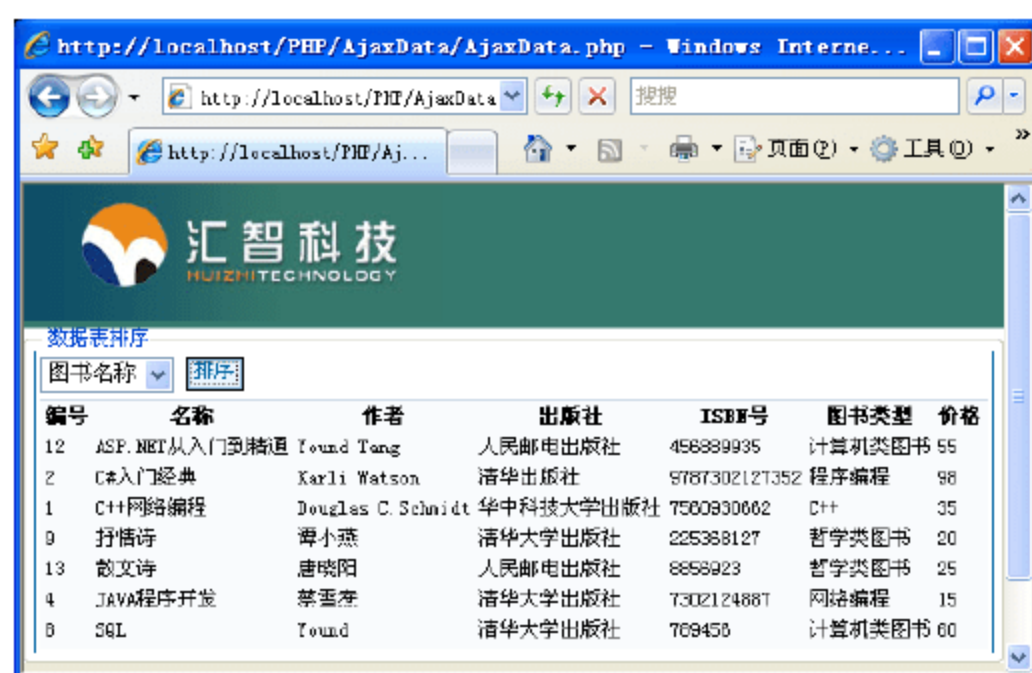 http://localhost/PHP/AjaxData/AjaxData.php - Windows Interne...
http://localhost/PHP/AjaxData 搜搜
http://localhost/PHP/Aj... 页面(P) 工具(O) »
汇智科技
HUIZHITECHNOLOGY
数据表排序
图书名称 排序
编号 名称 作者 出版社 ISBN号 图书类型 价格
12 ASP.NET从入门到精通 Yound Tang 人民邮电出版社 456889935 计算机类图书 55
2 C#入门经典 Karli Watson 清华出版社 9787302127352 程序编程 98
1 C++网络编程 Douglas C.Schmidt 华中科技大学出版社 7560930662 C++ 35
9 抒情诗 谭小燕 清华大学出版社 225368127 哲学类图书 20
13 散文诗 唐晓阳 人民邮电出版社 8856923 哲学类图书 25
4 JAVA程序开发 清华大学出版社 7302124887 网络编程 15
8 SQL Yound 清华大学出版社 789456 计算机类图书 60